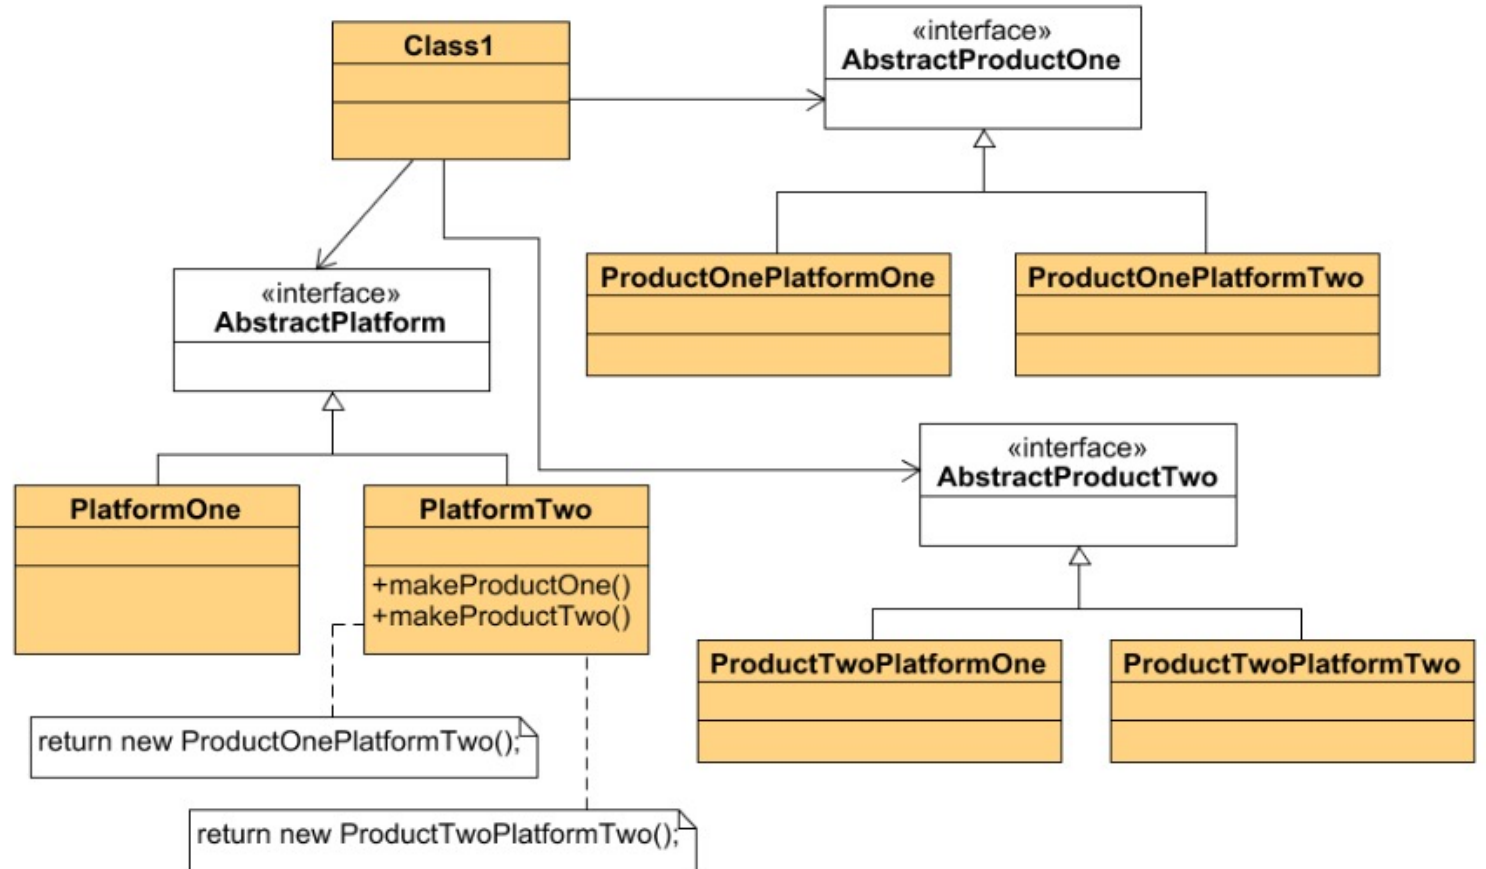 Class1
«interface»
AbstractProductOne
ProductOnePlatformOne
ProductOnePlatformTwo
«interface»
AbstractPlatform
«interface»
AbstractProductTwo
PlatformOne
PlatformTwo
+makeProductOne()
+makeProductTwo()
ProductTwoPlatformOne
ProductTwoPlatformTwo
return new ProductOnePlatformTwo();
return new ProductTwoPlatformTwo();